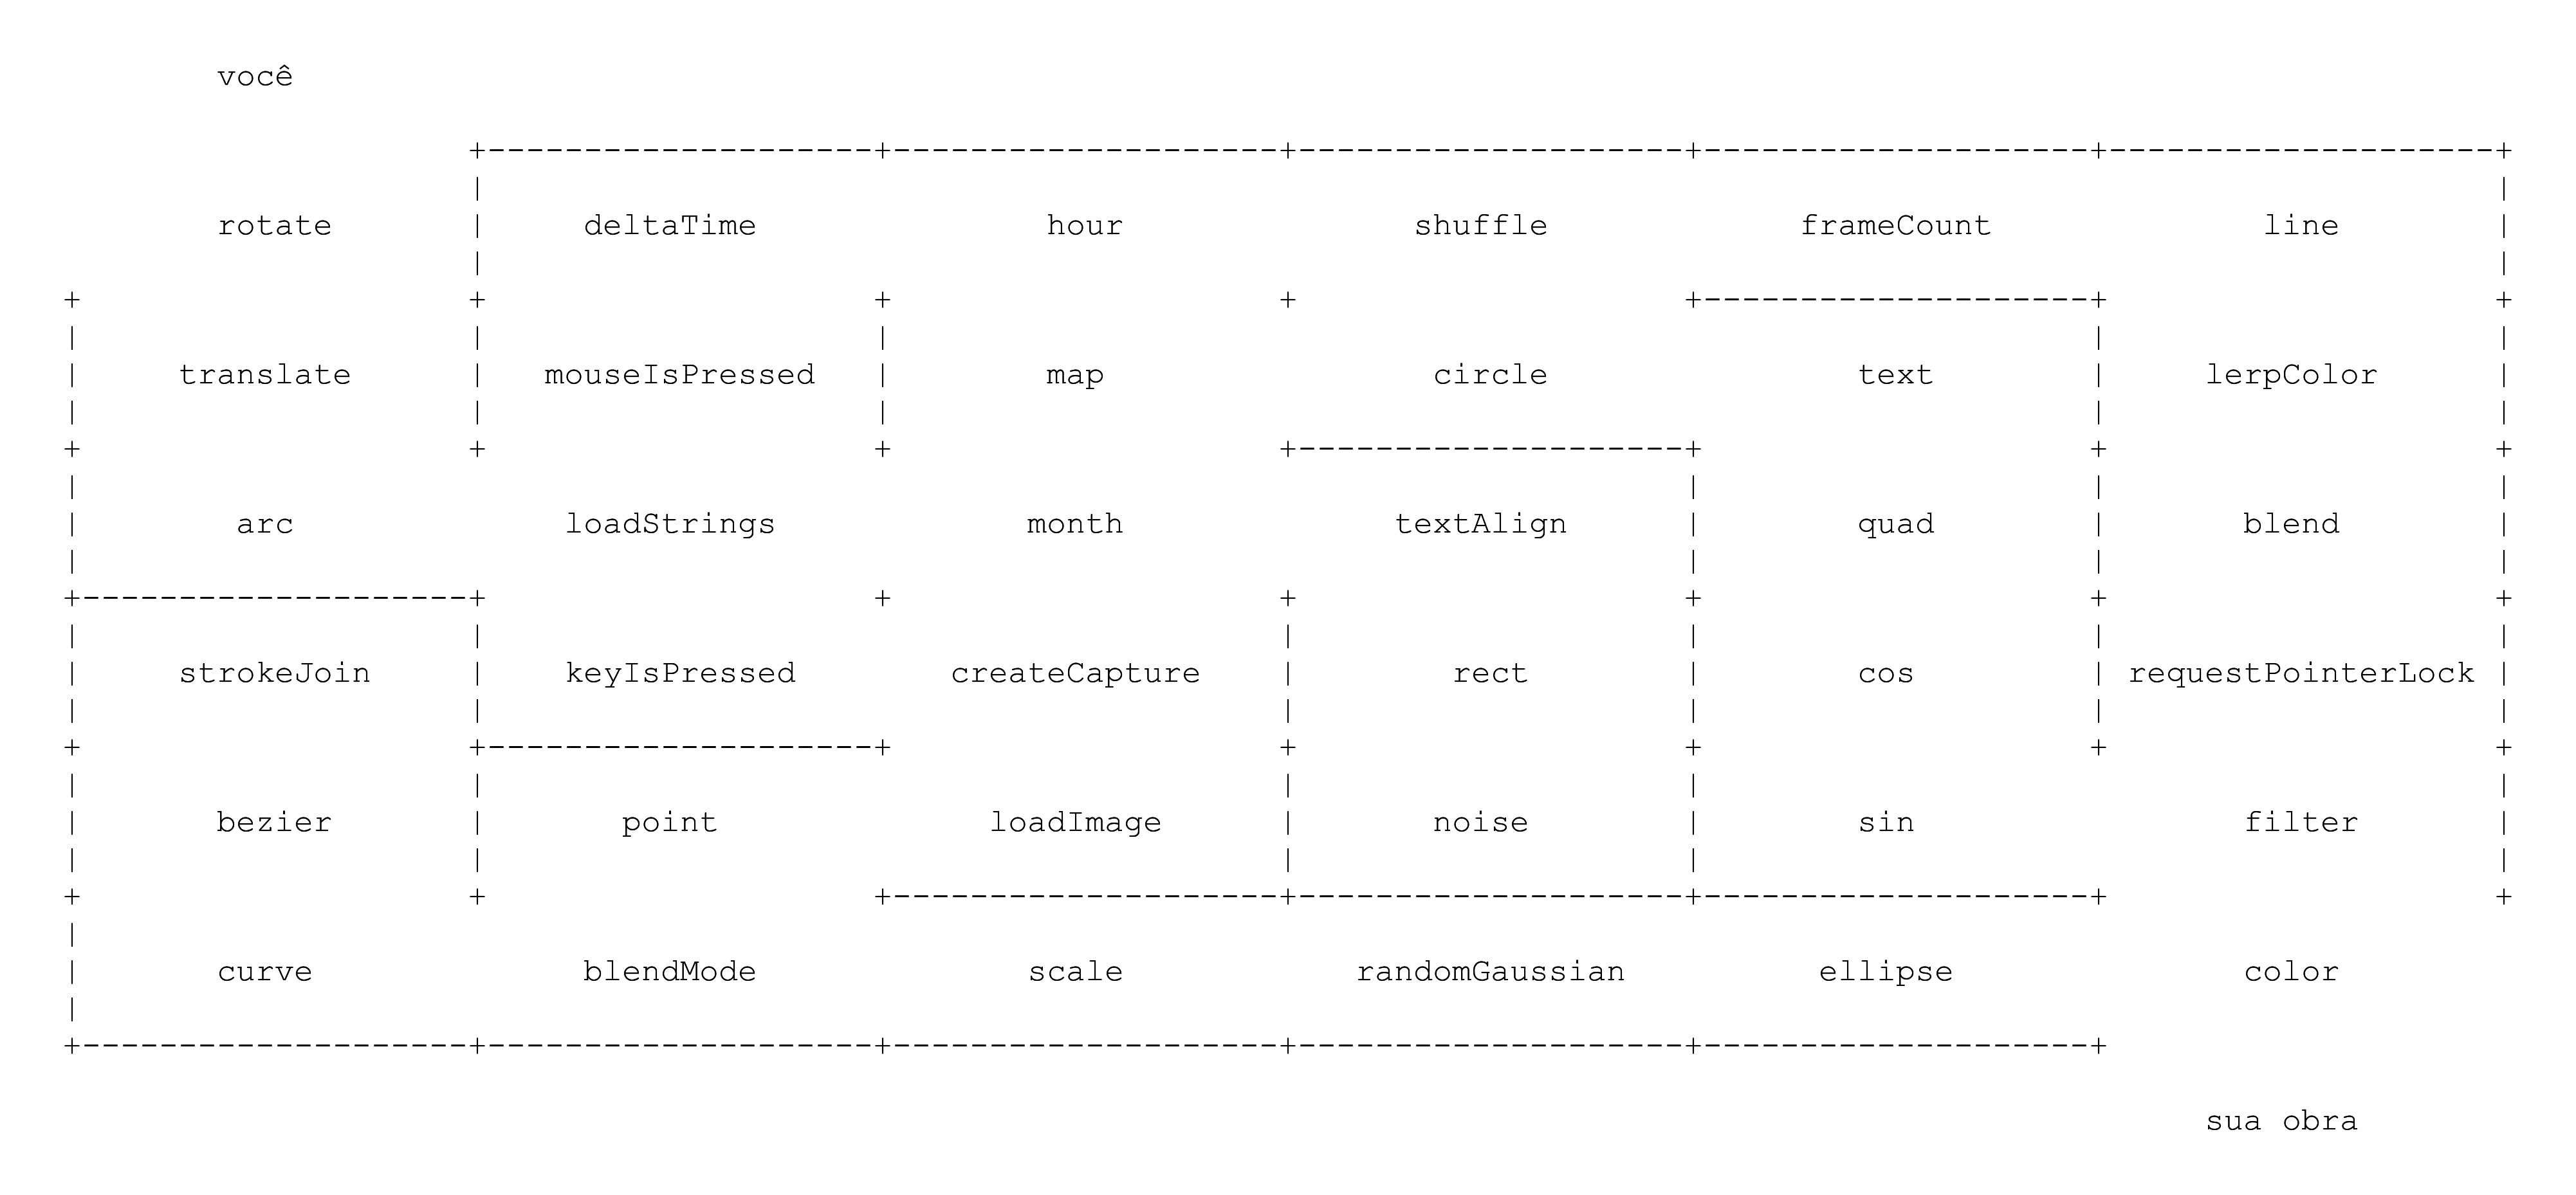 você
rotate deltaTime hour shuffle frameCount line
translate mouseIsPressed map circle text lerpColor
arc loadStrings month textAlign quad blend
strokeJoin keyIsPressed createCapture rect cos requestPointerLock
bezier point loadImage noise sin filter
curve blendMode scale randomGaussian ellipse color
sua obra